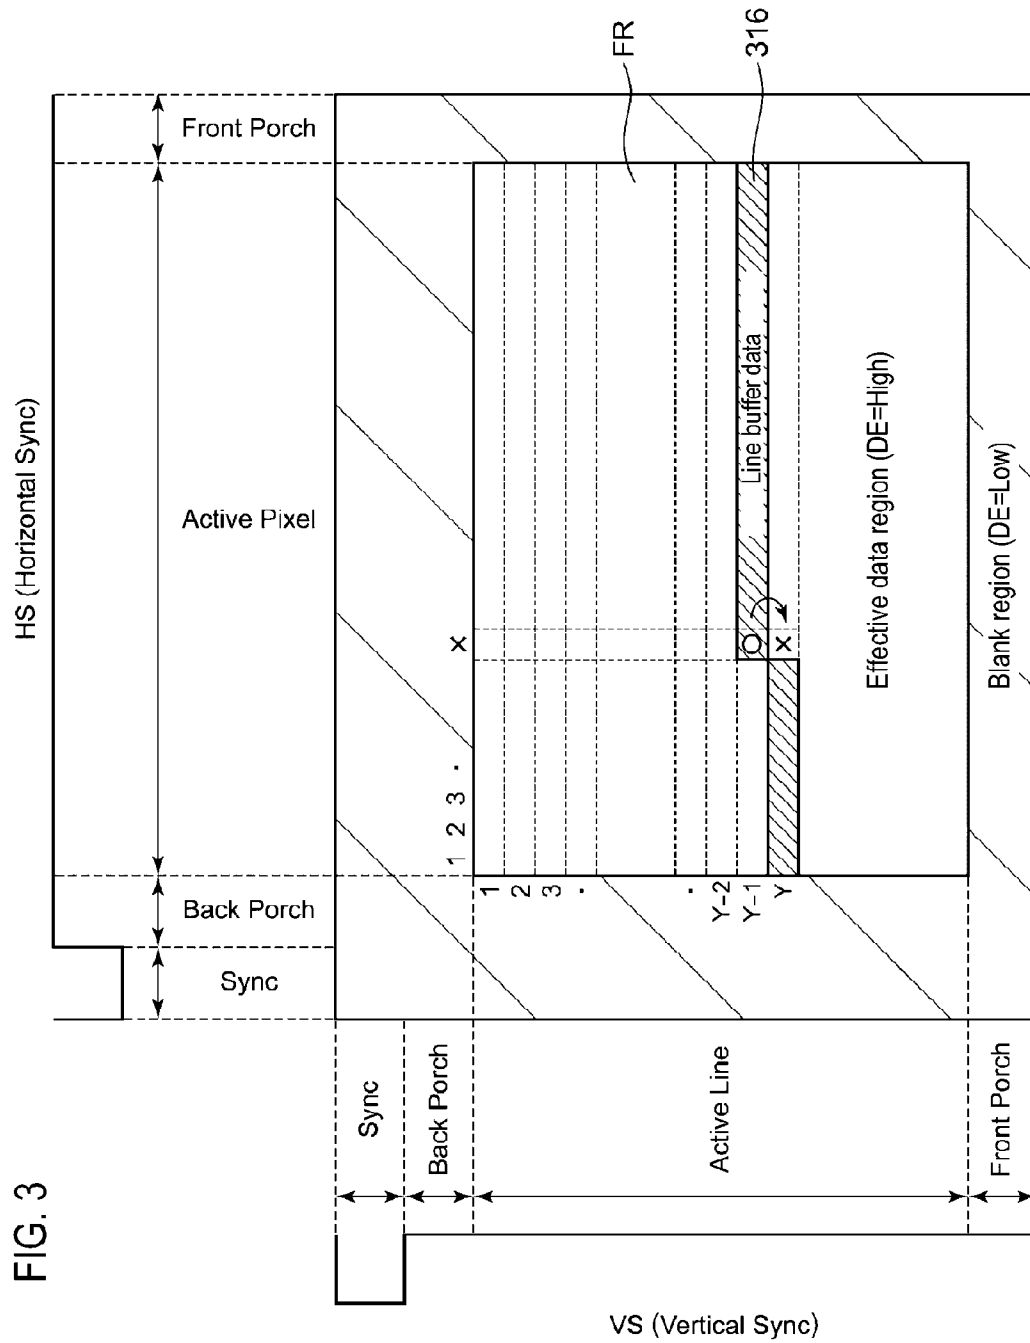 FIG. 3
HS (Horizontal Sync)
Sync
Back Porch
Active Pixel
Front Porch
VS (Vertical Sync)
Sync
Back Porch
Active Line
Front Porch
1 2 3 · X
1
2
3
·
·
Y-2
Y-1
Y
O
X
Line buffer data
FR
316
Effective data region (DE=High)
Blank region (DE=Low)